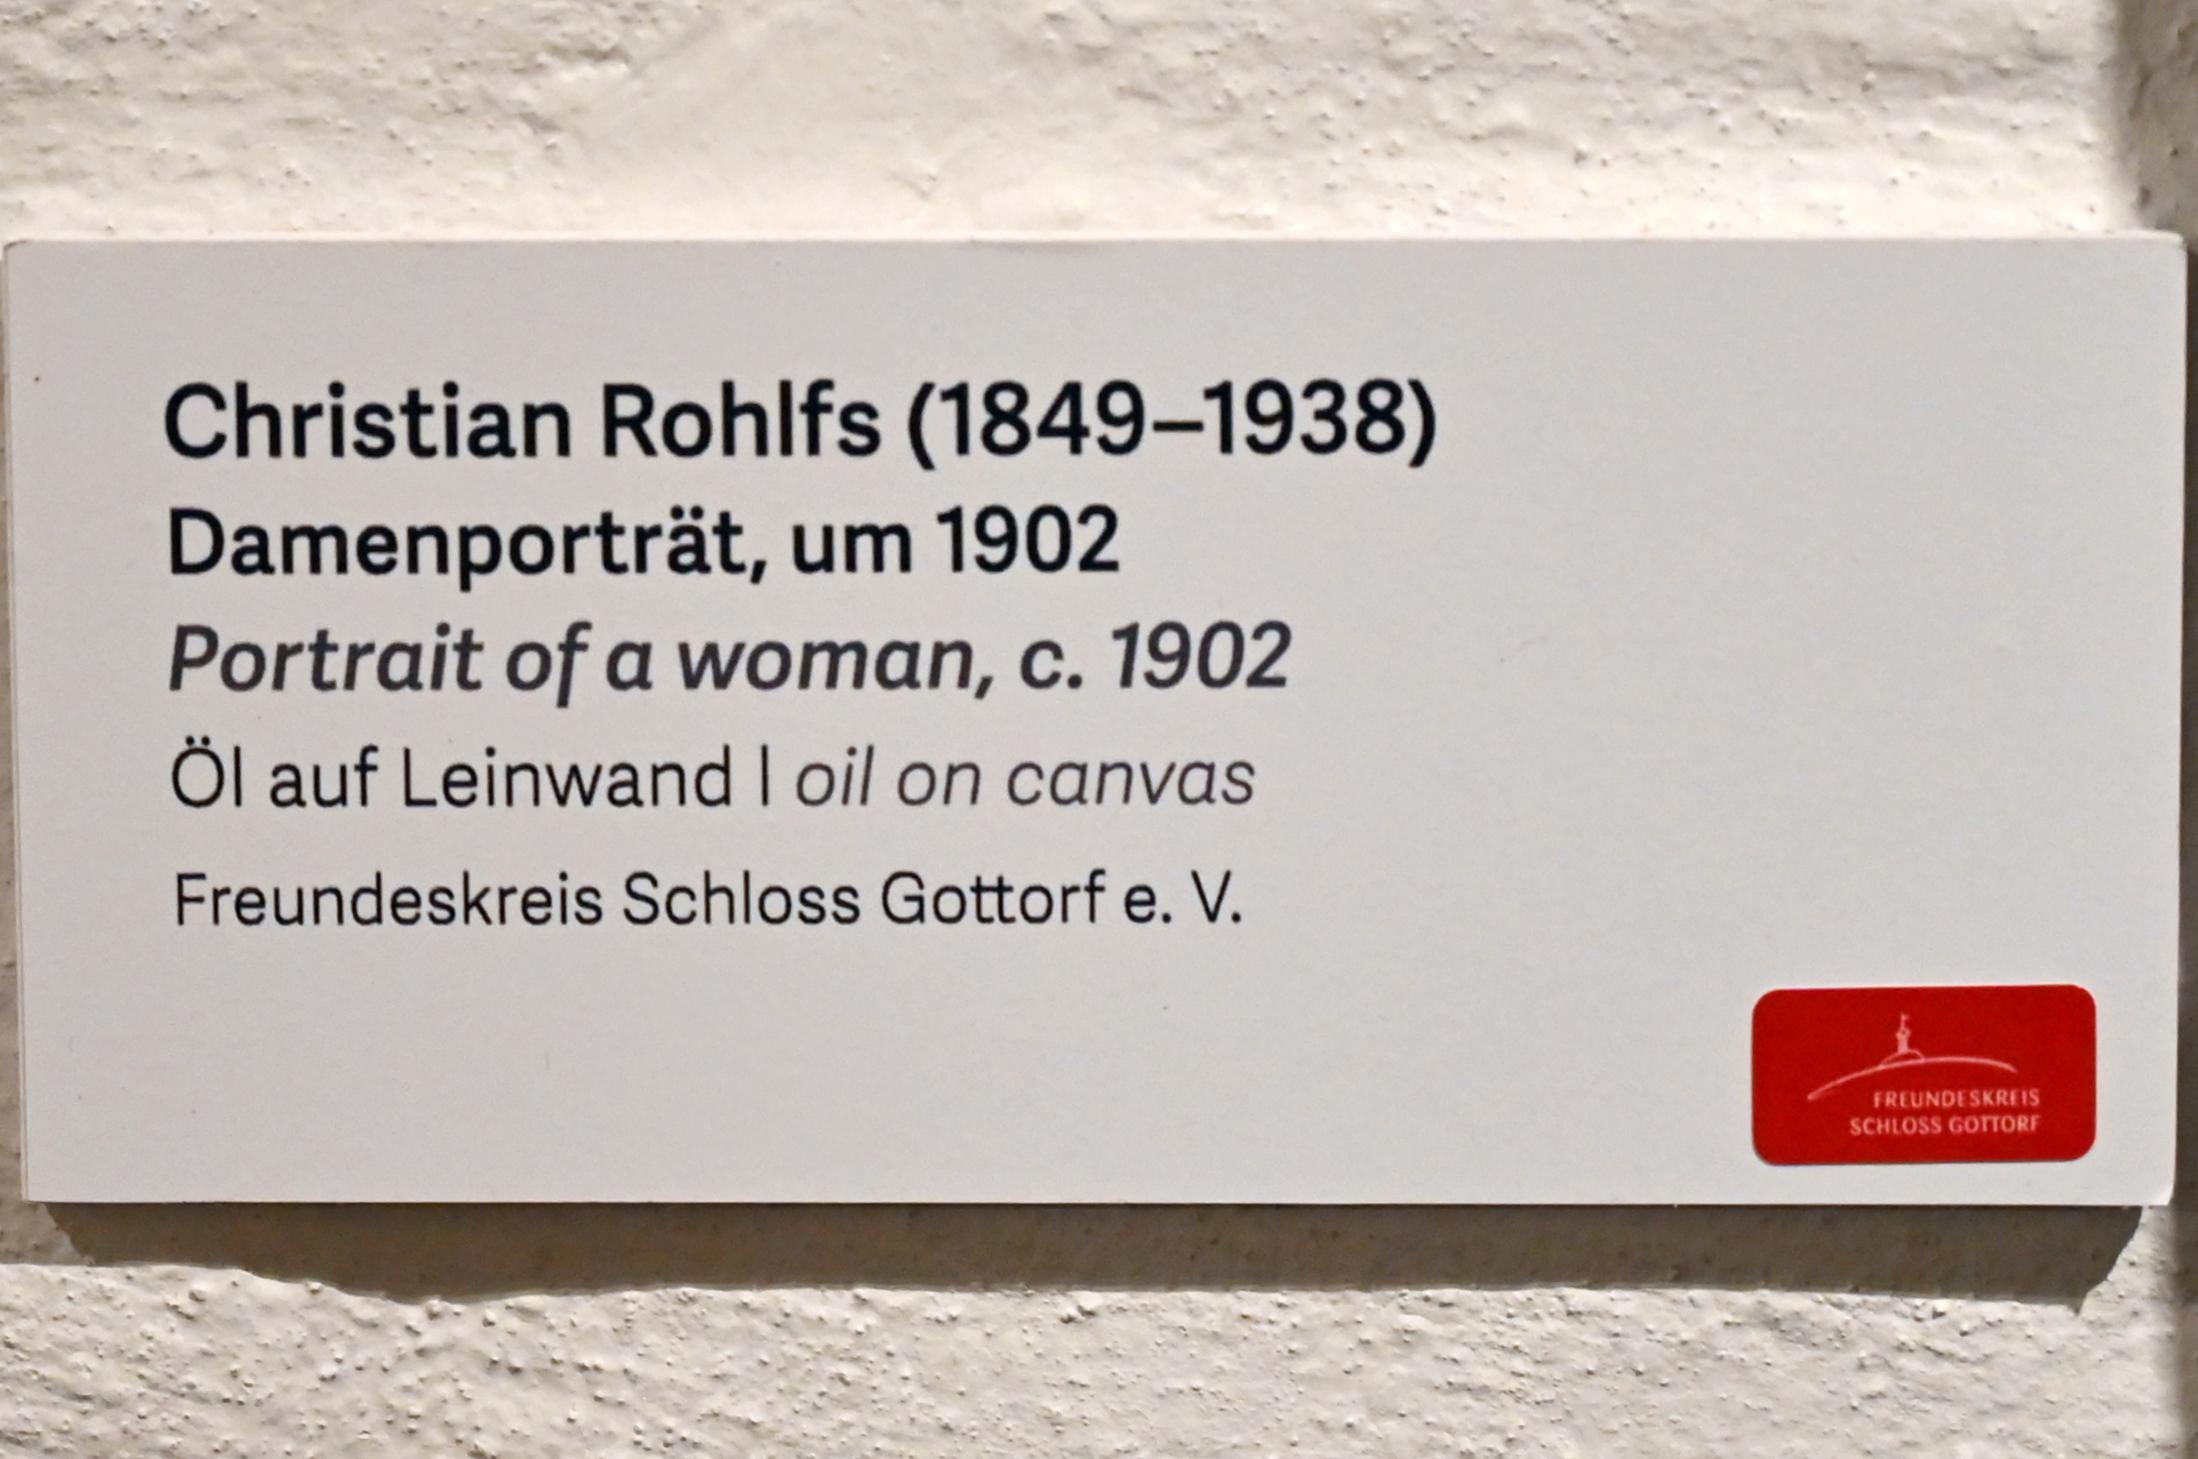 Christian Rohlfs (1849–1938)
Damenporträt, um 1902
Portrait of a woman, c. 1902
Öl auf Leinwand | oil on canvas
Freundeskreis Schloss Gottorf e. V.
FREUNDESKREIS
SCHLOSS GOTTORF